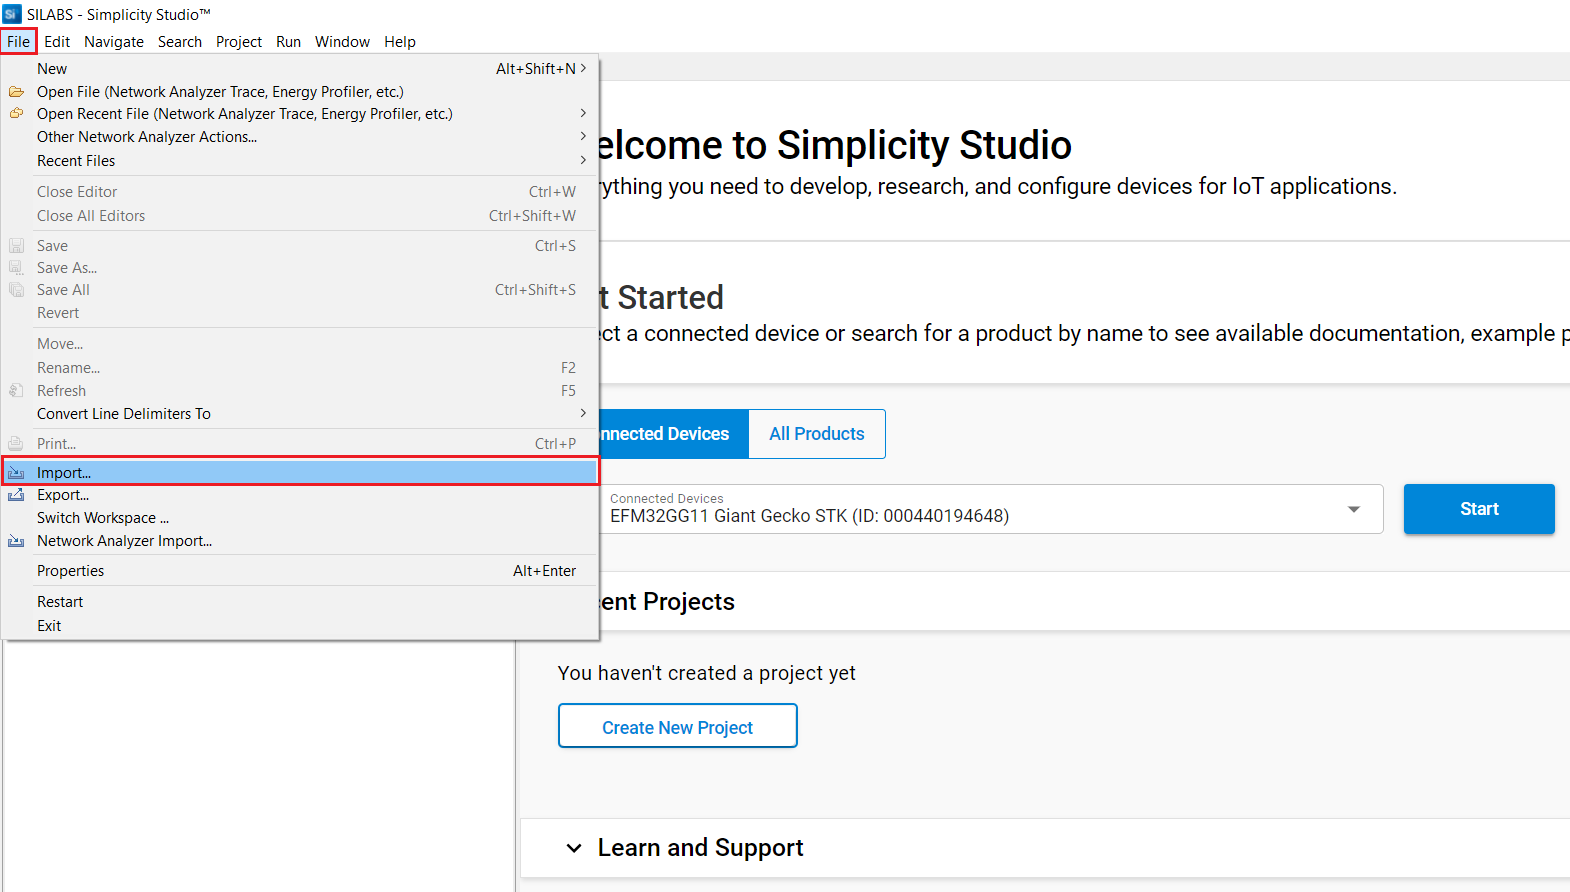 SILABS - Simplicity Studio™
File Edit Navigate Search Project Run Window Help
New Alt+Shift+N
Open File (Network Analyzer Trace, Energy Profiler, etc.)
Open Recent File (Network Analyzer Trace, Energy Profiler, etc.)
Other Network Analyzer Actions...
Recent Files
Close Editor Ctrl+W
Close All Editors Ctrl+Shift+W
Save Ctrl+S
Save As...
Save All Ctrl+Shift+S
Revert
Move...
Rename... F2
Refresh F5
Convert Line Delimiters To
Print... Ctrl+P
Import...
Export...
Switch Workspace ...
Network Analyzer Import...
Properties Alt+Enter
Restart
Exit
elcome to Simplicity Studio
rything you need to develop, research, and configure devices for IoT applications.
t Started
ect a connected device or search for a product by name to see available documentation, example p
nnected Devices All Products
Connected Devices
EFM32GG11 Giant Gecko STK (ID: 000440194648)
Start
cent Projects
You haven't created a project yet
Create New Project
Learn and Support